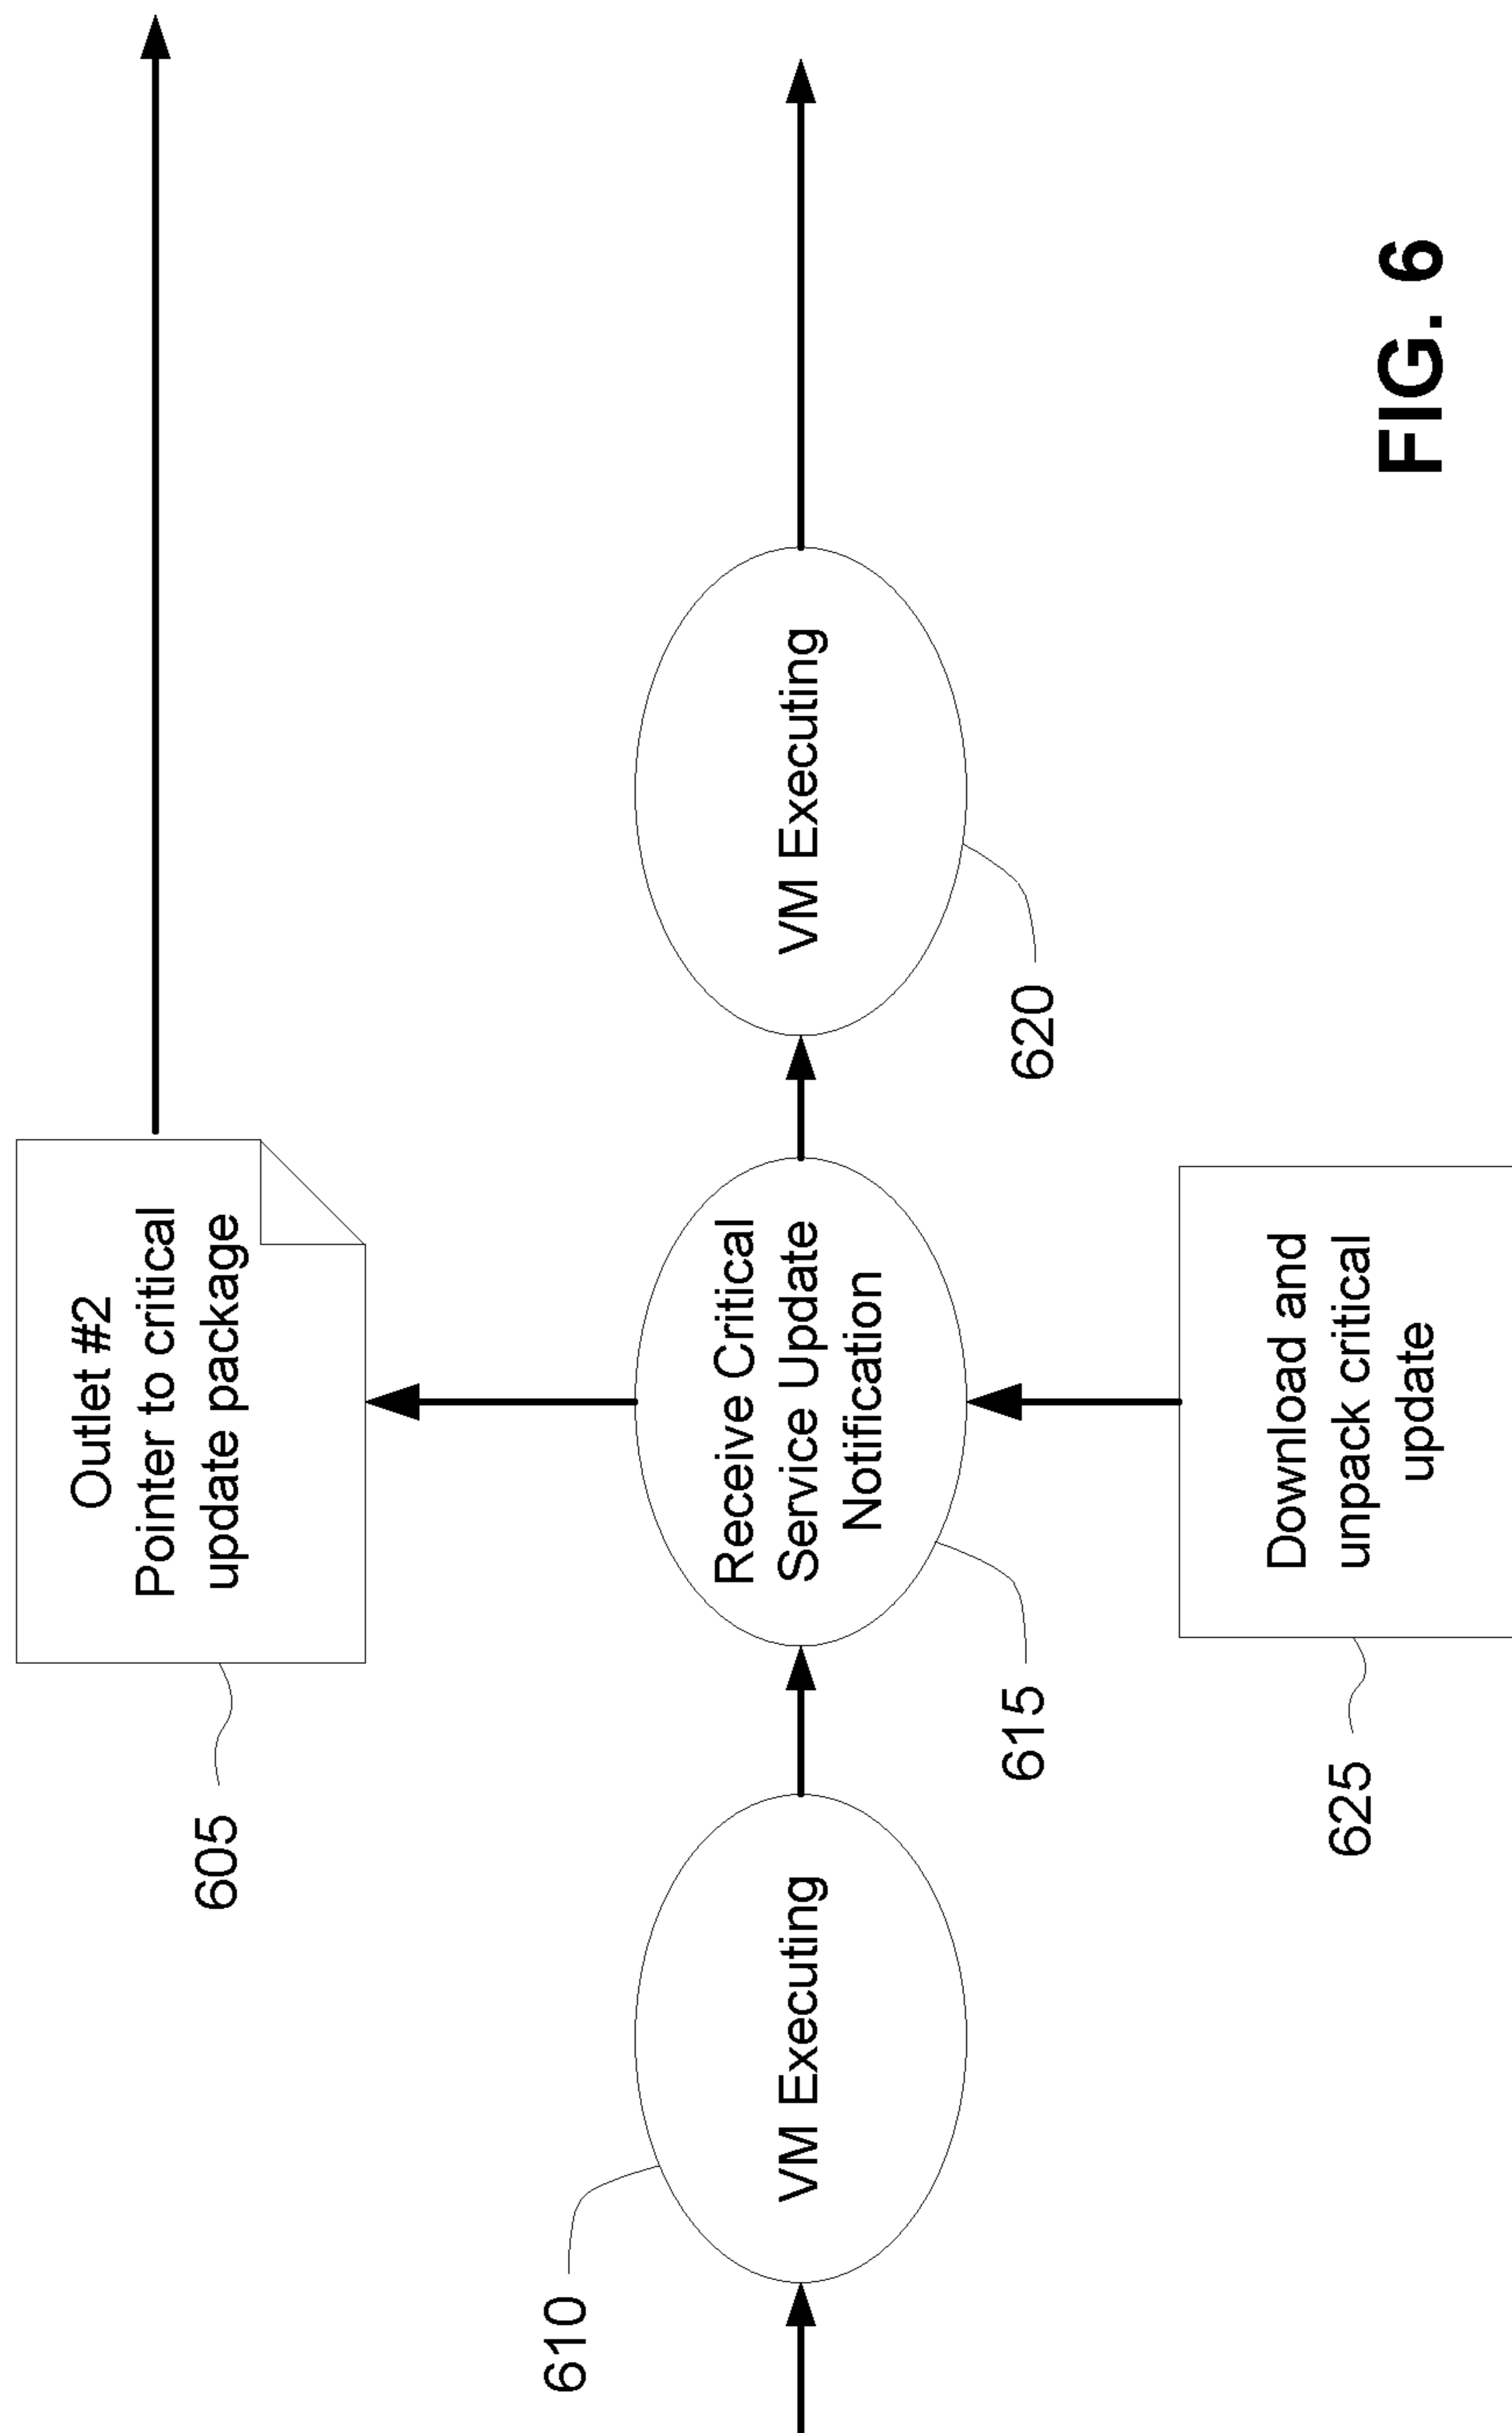 Outlet #2
Pointer to critical
update package
605
610
VM Executing
Receive Critical
Service Update
Notification
615
VM Executing
620
Download and
unpack critical
update
625
FIG. 6